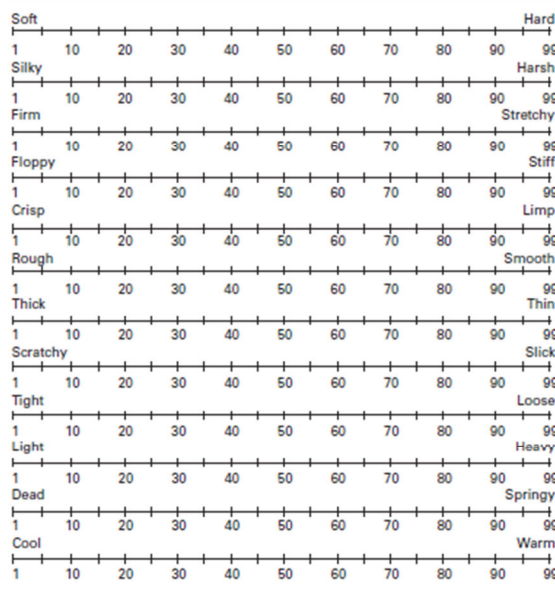 Soft Hard
1 10 20 30 40 50 60 70 80 90 99
Silky Harsh
1 10 20 30 40 50 60 70 80 90 99
Firm Stretchy
1 10 20 30 40 50 60 70 80 90 99
Floppy Stiff
1 10 20 30 40 50 60 70 80 90 99
Crisp Limp
1 10 20 30 40 50 60 70 80 90 99
Rough Smooth
1 10 20 30 40 50 60 70 80 90 99
Thick Thin
1 10 20 30 40 50 60 70 80 90 99
Scratchy Slick
1 10 20 30 40 50 60 70 80 90 99
Tight Loose
1 10 20 30 40 50 60 70 80 90 99
Light Heavy
1 10 20 30 40 50 60 70 80 90 99
Dead Springy
1 10 20 30 40 50 60 70 80 90 99
Cool Warm
1 10 20 30 40 50 60 70 80 90 99